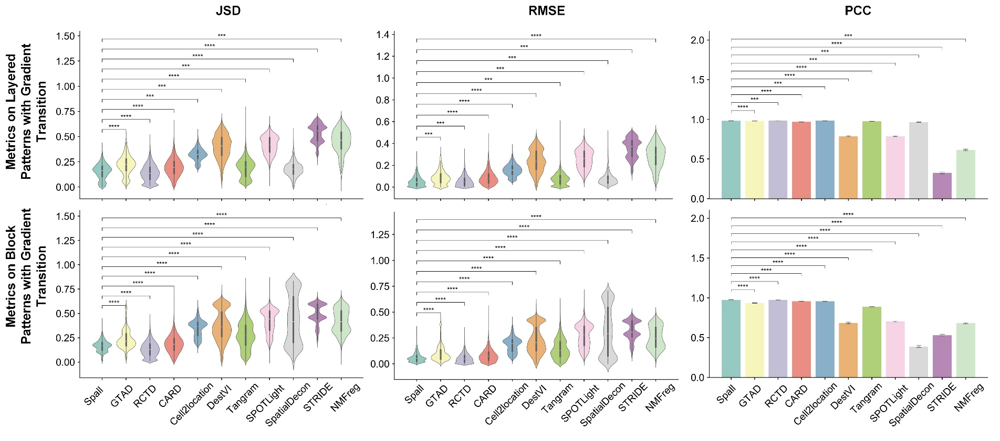 JSD
RMSE
PCC
Metrics on Layered
Patterns with Gradient
Transition
1.50
1.25
1.00
0.75
0.50
0.25
0.00
***
****
****
***
****
***
***
****
****
****
1.4
1.2
1.0
0.8
0.6
0.4
0.2
0.0
****
***
***
***
***
****
****
****
***
***
2.0
1.5
1.0
0.5
0.0
***
****
***
***
****
****
***
****
***
****
Metrics on Block
Patterns with Gradient
Transition
1.50
1.25
1.00
0.75
0.50
0.25
0.00
****
****
****
****
****
****
****
****
****
****
Spall
GTAD
RCTD
CARD
Cell2location
DestVI
Tangram
SPOTLight
SpatialDecon
STRIDE
NMFreg
1.25
1.00
0.75
0.50
0.25
0.00
****
****
****
****
****
****
****
****
****
****
Spall
GTAD
RCTD
CARD
Cell2location
DestVI
Tangram
SPOTLight
SpatialDecon
STRIDE
NMFreg
2.0
1.5
1.0
0.5
0.0
****
****
****
****
****
****
****
****
****
****
Spall
GTAD
RCTD
CARD
Cell2location
DestVI
Tangram
SPOTLight
SpatialDecon
STRIDE
NMFreg